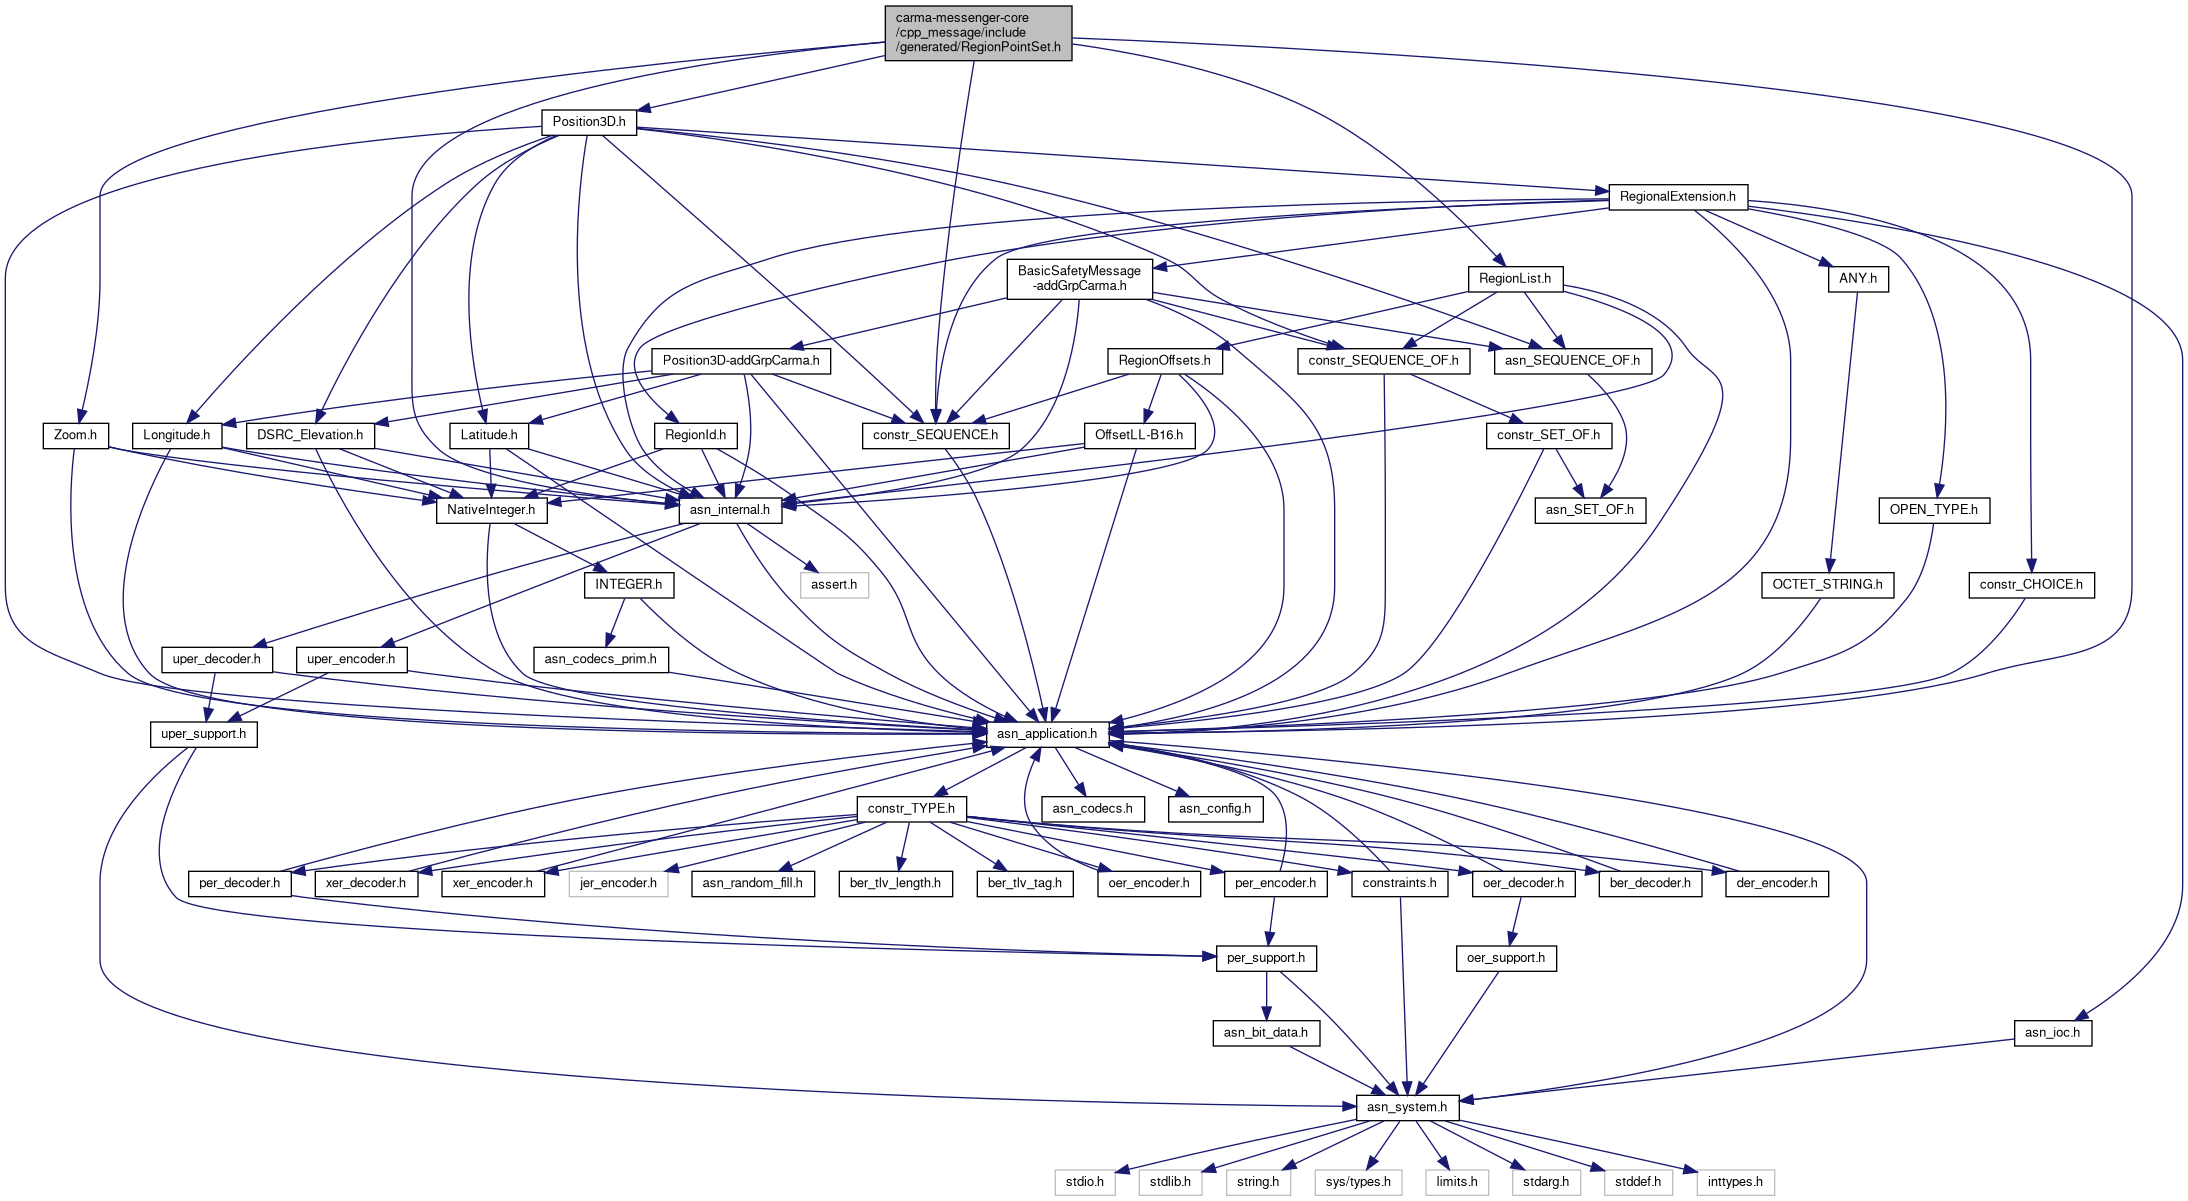 carma-messenger-core
/cpp_message/include
/generated/RegionPointSet.h
Position3D.h
RegionalExtension.h
BasicSafetyMessage
-addGrpCarma.h
RegionList.h
ANY.h
Position3D-addGrpCarma.h
RegionOffsets.h
constr_SEQUENCE_OF.h
asn_SEQUENCE_OF.h
Zoom.h
Longitude.h
DSRC_Elevation.h
Latitude.h
RegionId.h
constr_SEQUENCE.h
OffsetLL-B16.h
constr_SET_OF.h
NativeInteger.h
asn_internal.h
asn_SET_OF.h
OPEN_TYPE.h
INTEGER.h
assert.h
OCTET_STRING.h
constr_CHOICE.h
uper_decoder.h
uper_encoder.h
asn_codecs_prim.h
uper_support.h
asn_application.h
constr_TYPE.h
asn_codecs.h
asn_config.h
per_decoder.h
xer_decoder.h
xer_encoder.h
jer_encoder.h
asn_random_fill.h
ber_tlv_length.h
ber_tlv_tag.h
oer_encoder.h
per_encoder.h
constraints.h
oer_decoder.h
ber_decoder.h
der_encoder.h
per_support.h
oer_support.h
asn_bit_data.h
asn_ioc.h
asn_system.h
stdio.h
stdlib.h
string.h
sys/types.h
limits.h
stdarg.h
stddef.h
inttypes.h